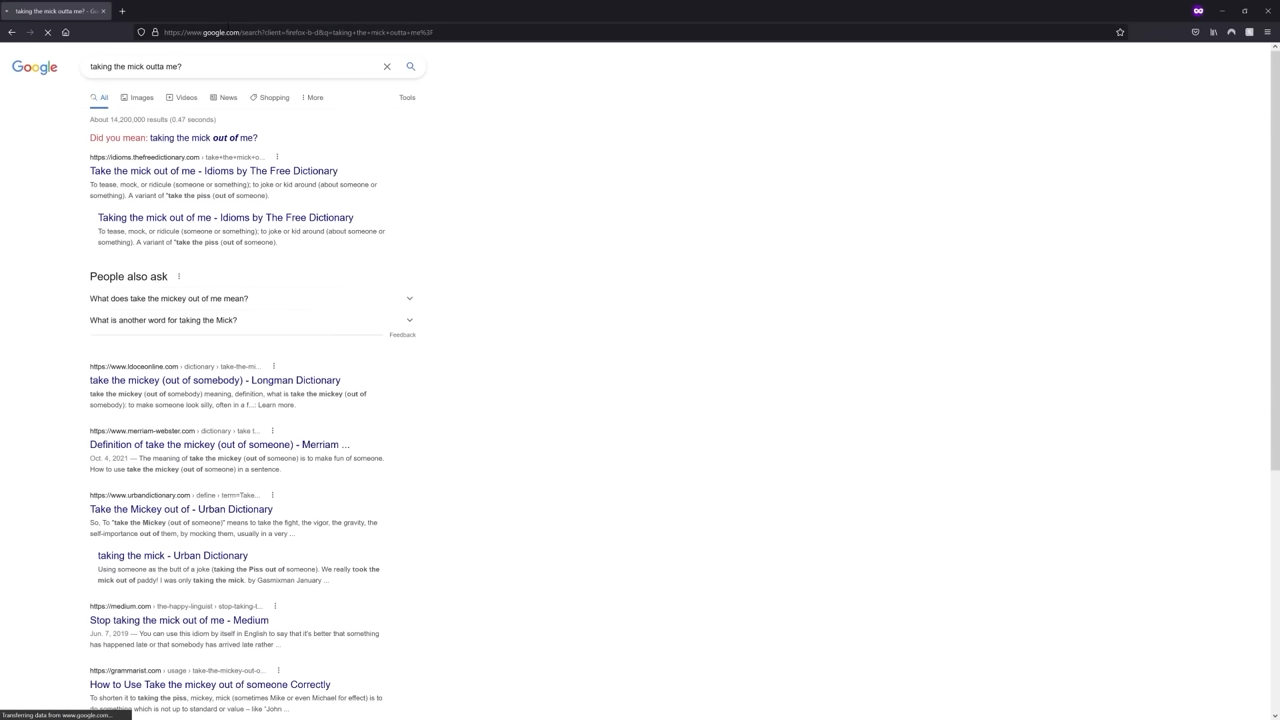 taking the mick outta me? - Go
https://www.google.com/search?client=firefox-b-d&q=taking+the+mick+outta+me%3F
Google
taking the mick outta me?
All Images Videos News Shopping More Tools
About 14,200,000 results (0.47 seconds)
Did you mean: taking the mick out of me?
https://idioms.thefreedictionary.com › take+the+mick+o...
Take the mick out of me - Idioms by The Free Dictionary
To tease, mock, or ridicule (someone or something); to joke or kid around (about someone or
something). A variant of "take the piss (out of someone).
Taking the mick out of me - Idioms by The Free Dictionary
To tease, mock, or ridicule (someone or something); to joke or kid around (about someone or
something). A variant of "take the piss (out of someone).
People also ask
What does take the mickey out of me mean?
What is another word for taking the Mick?
Feedback
https://www.ldoceonline.com › dictionary › take-the-mi...
take the mickey (out of somebody) - Longman Dictionary
take the mickey (out of somebody) meaning, definition, what is take the mickey (out of
somebody): to make someone look silly, often in a f...: Learn more.
https://www.merriam-webster.com › dictionary › take t...
Definition of take the mickey (out of someone) - Merriam ...
Oct. 4, 2021 — The meaning of take the mickey (out of someone) is to make fun of someone.
How to use take the mickey (out of someone) in a sentence.
https://www.urbandictionary.com › define › term=Take...
Take the Mickey out of - Urban Dictionary
So, To "take the Mickey (out of someone)" means to take the fight, the vigor, the gravity, the
self-importance out of them, by mocking them, usually in a very ...
taking the mick - Urban Dictionary
Using someone as the butt of a joke (taking the Piss out of someone). We really took the
mick out of paddy! I was only taking the mick. by Gasmixman January ...
https://medium.com › the-happy-linguist › stop-taking-t...
Stop taking the mick out of me - Medium
Jun. 7, 2019 — You can use this idiom by itself in English to say that it's better that something
has happened late or that somebody has arrived late rather ...
https://grammarist.com › usage › take-the-mickey-out-o...
How to Use Take the mickey out of someone Correctly
To shorten it to taking the piss, mickey, mick (sometimes Mike or even Michael for effect) is to
do something which is not up to standard or value – like "John ...
Transferring data from www.google.com...